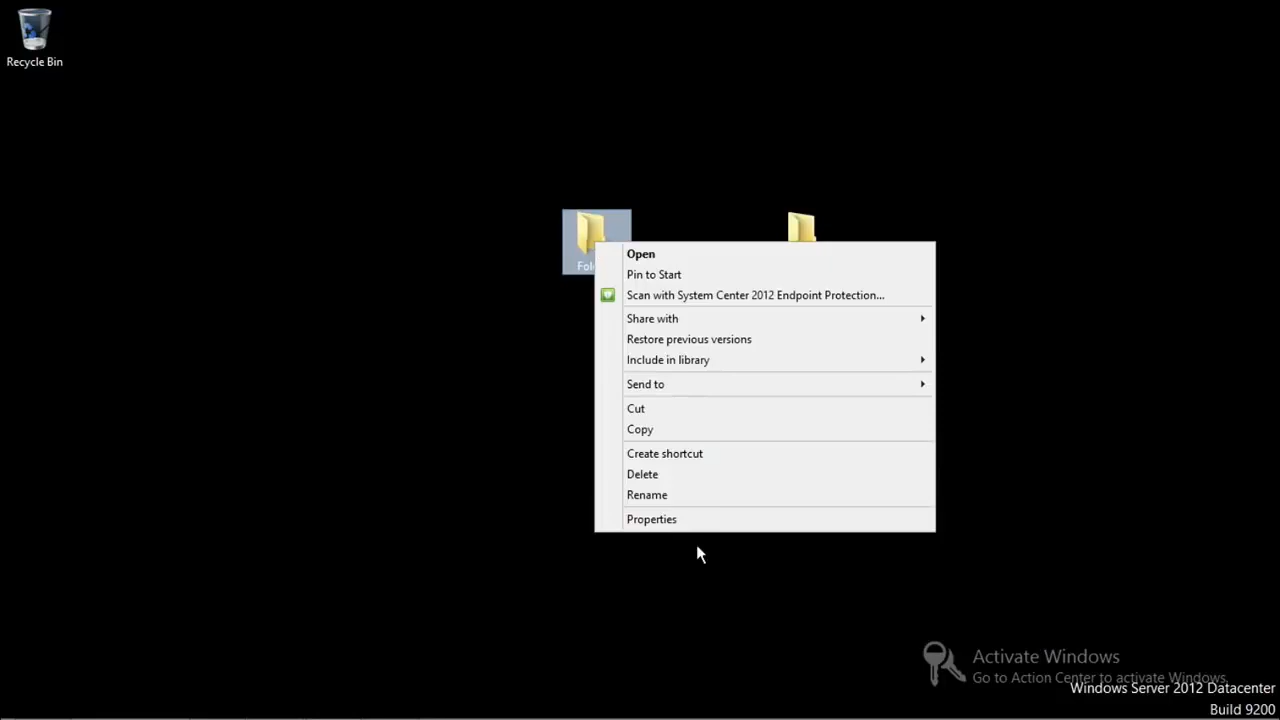 Recycle Bin
Open
Pin to Start
Scan with System Center 2012 Endpoint Protection...
Share with
Restore previous versions
Include in library
Send to
Cut
Copy
Create shortcut
Delete
Rename
Properties
Activate Windows
Go to Action Center to activate Windows.
Windows Server 2012 Datacenter
Build 9200